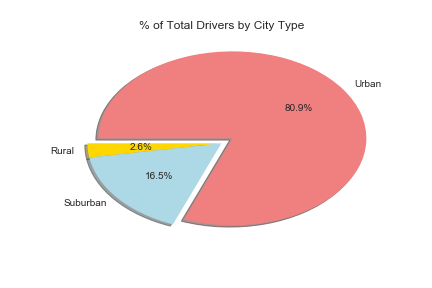 % of Total Drivers by City Type
Urban
80.9%
Rural
2.6%
16.5%
Suburban